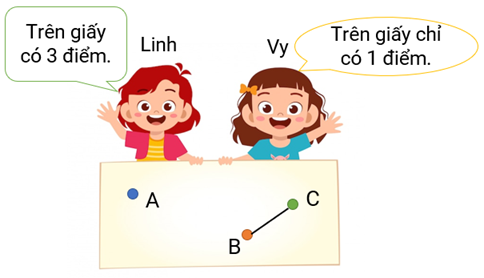 Trên giấy
có 3 điểm.
Linh
Vy
Trên giấy chỉ
có 1 điểm.
A
C
B